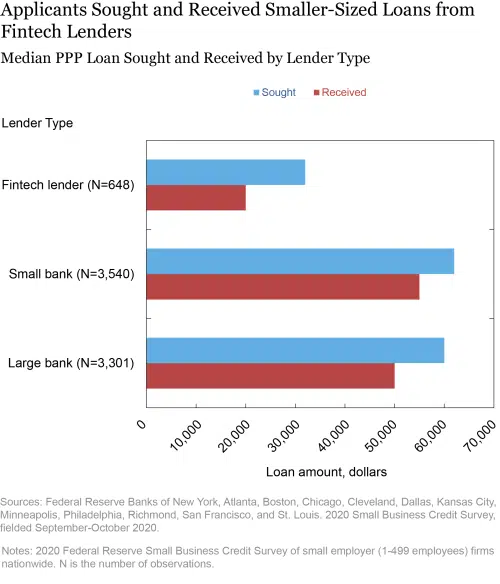 Applicants Sought and Received Smaller-Sized Loans from
Fintech Lenders
Median PPP Loan Sought and Received by Lender Type
Sought
Received
Lender Type
Fintech lender (N=648)
Small bank (N=3,540)
Large bank (N=3,301)
0
10,000
20,000
30,000
40,000
50,000
60,000
70,000
Loan amount, dollars
Sources: Federal Reserve Banks of New York, Atlanta, Boston, Chicago, Cleveland, Dallas, Kansas City,
Minneapolis, Philadelphia, Richmond, San Francisco, and St. Louis. 2020 Small Business Credit Survey,
fielded September-October 2020.
Notes: 2020 Federal Reserve Small Business Credit Survey of small employer (1-499 employees) firms
nationwide. N is the number of observations.